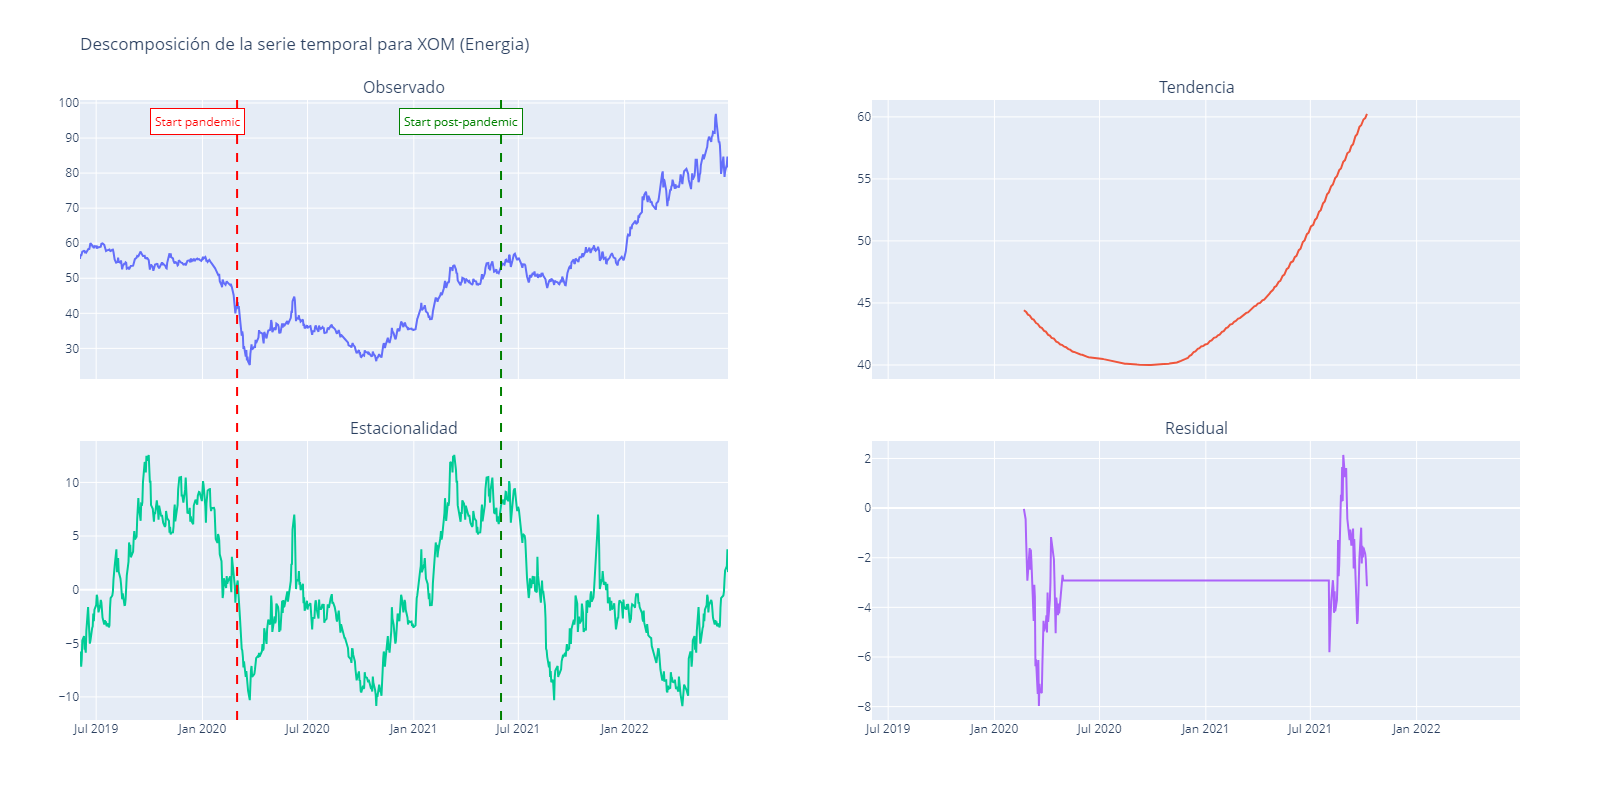 Descomposición de la serie temporal para XOM (Energia)
Observado
Tendencia
100
90
80
70
60
50
40
30
Start pandemic
Start post-pandemic
60
55
50
45
40
Estacionalidad
Residual
10
5
0
−5
−10
Jul 2019
Jan 2020
Jul 2020
Jan 2021
Jul 2021
Jan 2022
2
0
−2
−4
−6
−8
Jul 2019
Jan 2020
Jul 2020
Jan 2021
Jul 2021
Jan 2022